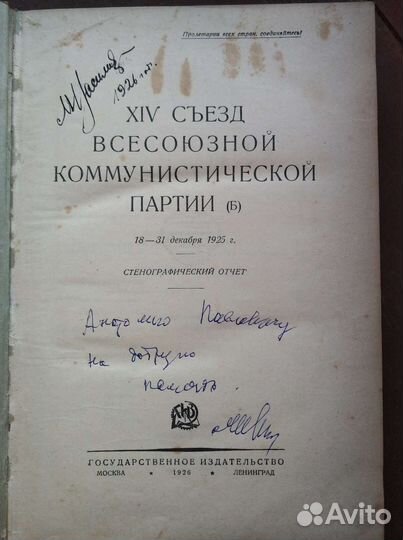 Пролетарии всех стран, соединяйтесь!
1926 год.
XIV СЪЕЗД
ВСЕСОЮЗНОЙ
КОММУНИСТИЧЕСКОЙ
ПАРТИИ (Б)
18—31 декабря 1925 г.
СТЕНОГРАФИЧЕСКИЙ ОТЧЕТ
Анатолию Павловичу
на добрую
память.
ГОСУДАРСТВЕННОЕ ИЗДАТЕЛЬСТВО
МОСКВА ★ 1926 ★ ЛЕНИНГРАД
Avito